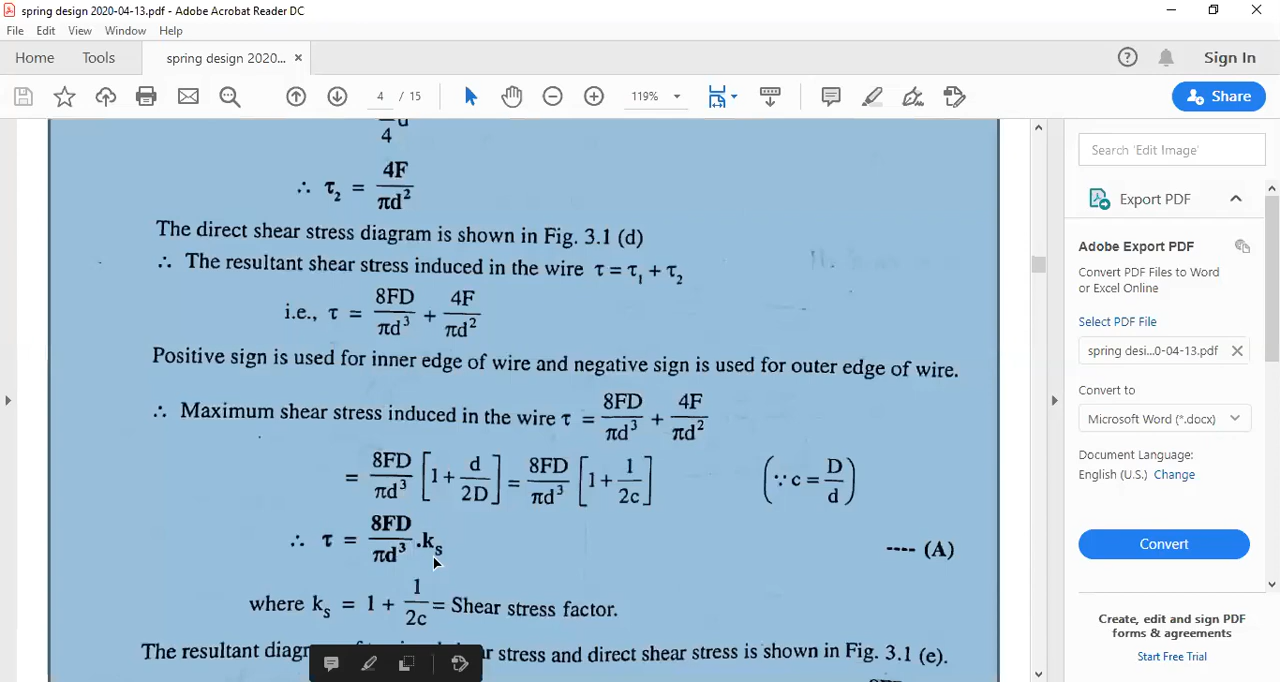 spring design 2020-04-13.pdf - Adobe Acrobat Reader DC
File Edit View Window Help
Home Tools spring design 2020... × Sign In
4 / 15 119% Share
4
∴ τ₂ = 4F/πd²
The direct shear stress diagram is shown in Fig. 3.1 (d)
∴ The resultant shear stress induced in the wire τ = τ₁ + τ₂
i.e., τ = 8FD/πd³ + 4F/πd²
Positive sign is used for inner edge of wire and negative sign is used for outer edge of wire.
∴ Maximum shear stress induced in the wire τ = 8FD/πd³ + 4F/πd²
= 8FD/πd³ [1 + d/2D] = 8FD/πd³ [1 + 1/2c] (∵ c = D/d)
∴ τ = 8FD/πd³ .kₛ ---- (A)
where kₛ = 1 + 1/2c = Shear stress factor.
The resultant diagr
ar stress and direct shear stress is shown in Fig. 3.1 (e).
Search 'Edit Image'
Export PDF
Adobe Export PDF
Convert PDF Files to Word
or Excel Online
Select PDF File
spring desi...0-04-13.pdf ×
Convert to
Microsoft Word (*.docx)
Document Language:
English (U.S.) Change
Convert
Create, edit and sign PDF
forms & agreements
Start Free Trial